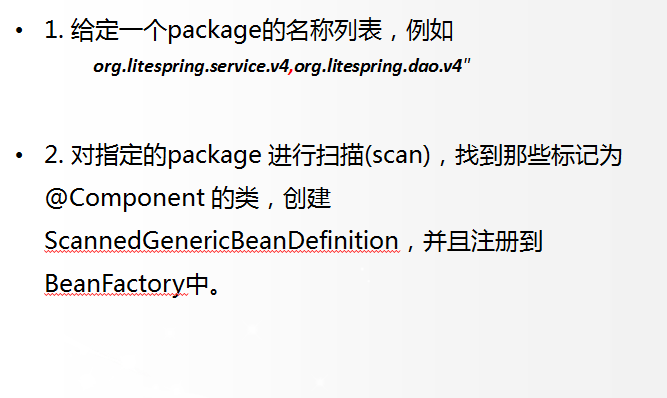 • 1. 给定一个package的名称列表，例如
org.litespring.service.v4,org.litespring.dao.v4"
• 2. 对指定的package 进行扫描(scan)，找到那些标记为
@Component 的类，创建
ScannedGenericBeanDefinition，并且注册到
BeanFactory中。